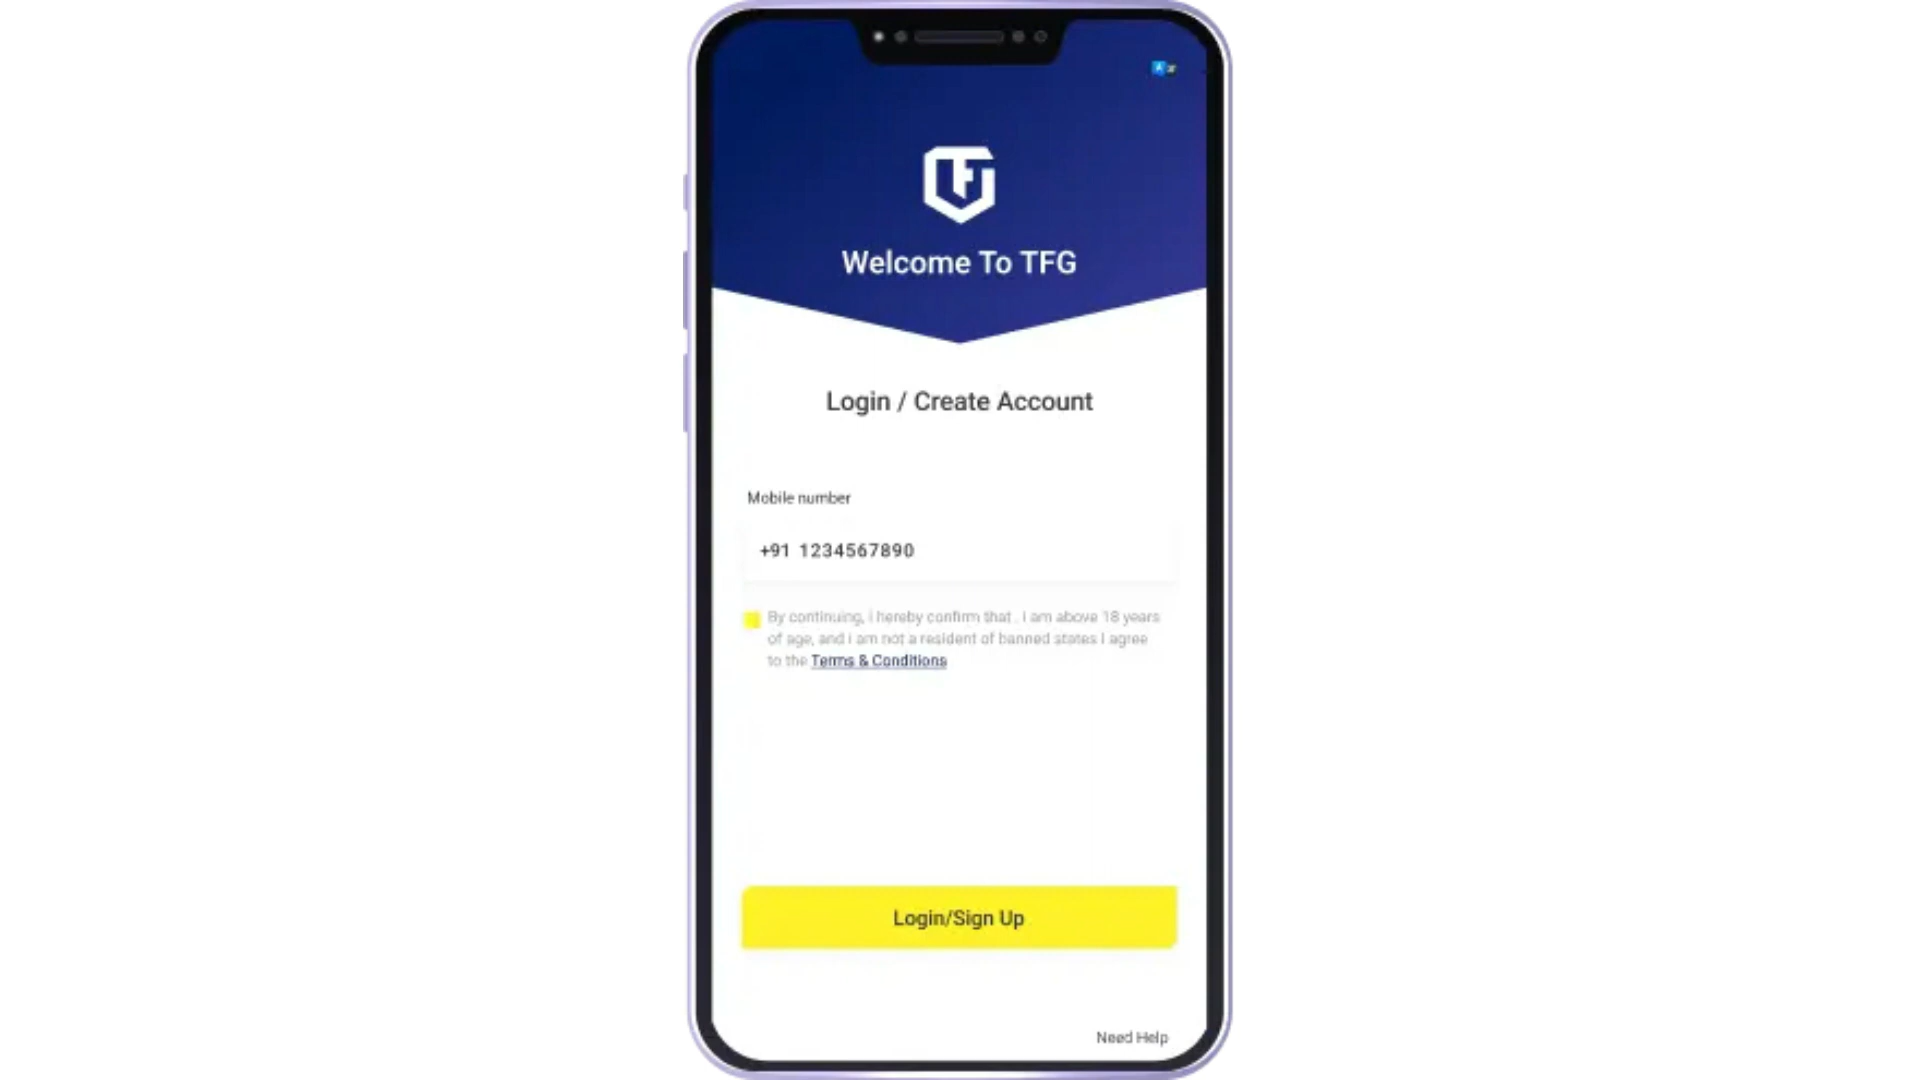 Welcome To TFG
Login / Create Account
Mobile number
+91 1234567890
By continuing, i hereby confirm that , i am above 18 years
of age, and i am not a resident of banned states I agree
to the Terms & Conditions
Login/Sign Up
Need Help